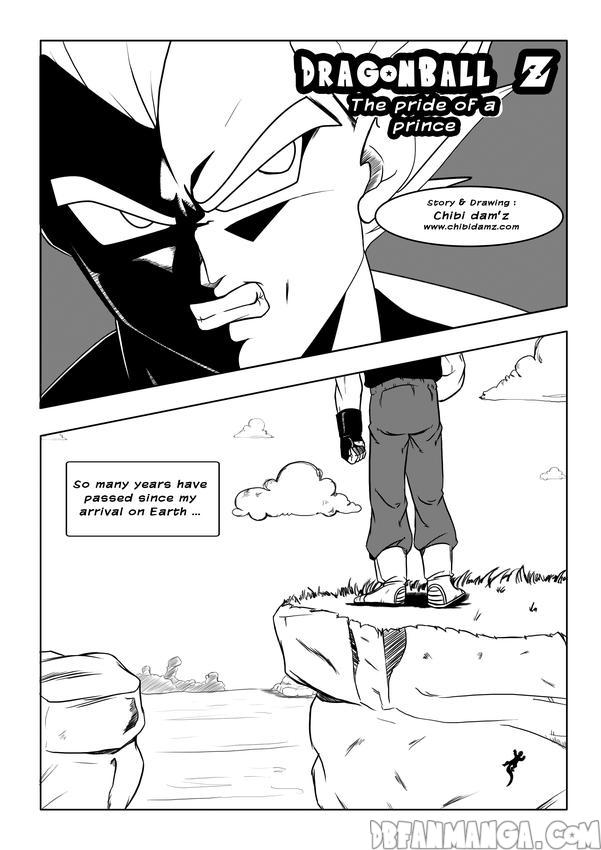 DRAGONBALL Z
The pride of a
prince
Story & Drawing :
Chibi dam'z
www.chibidamz.com
So many years have
passed since my
arrival on Earth ...
DBFANMANGA.COM